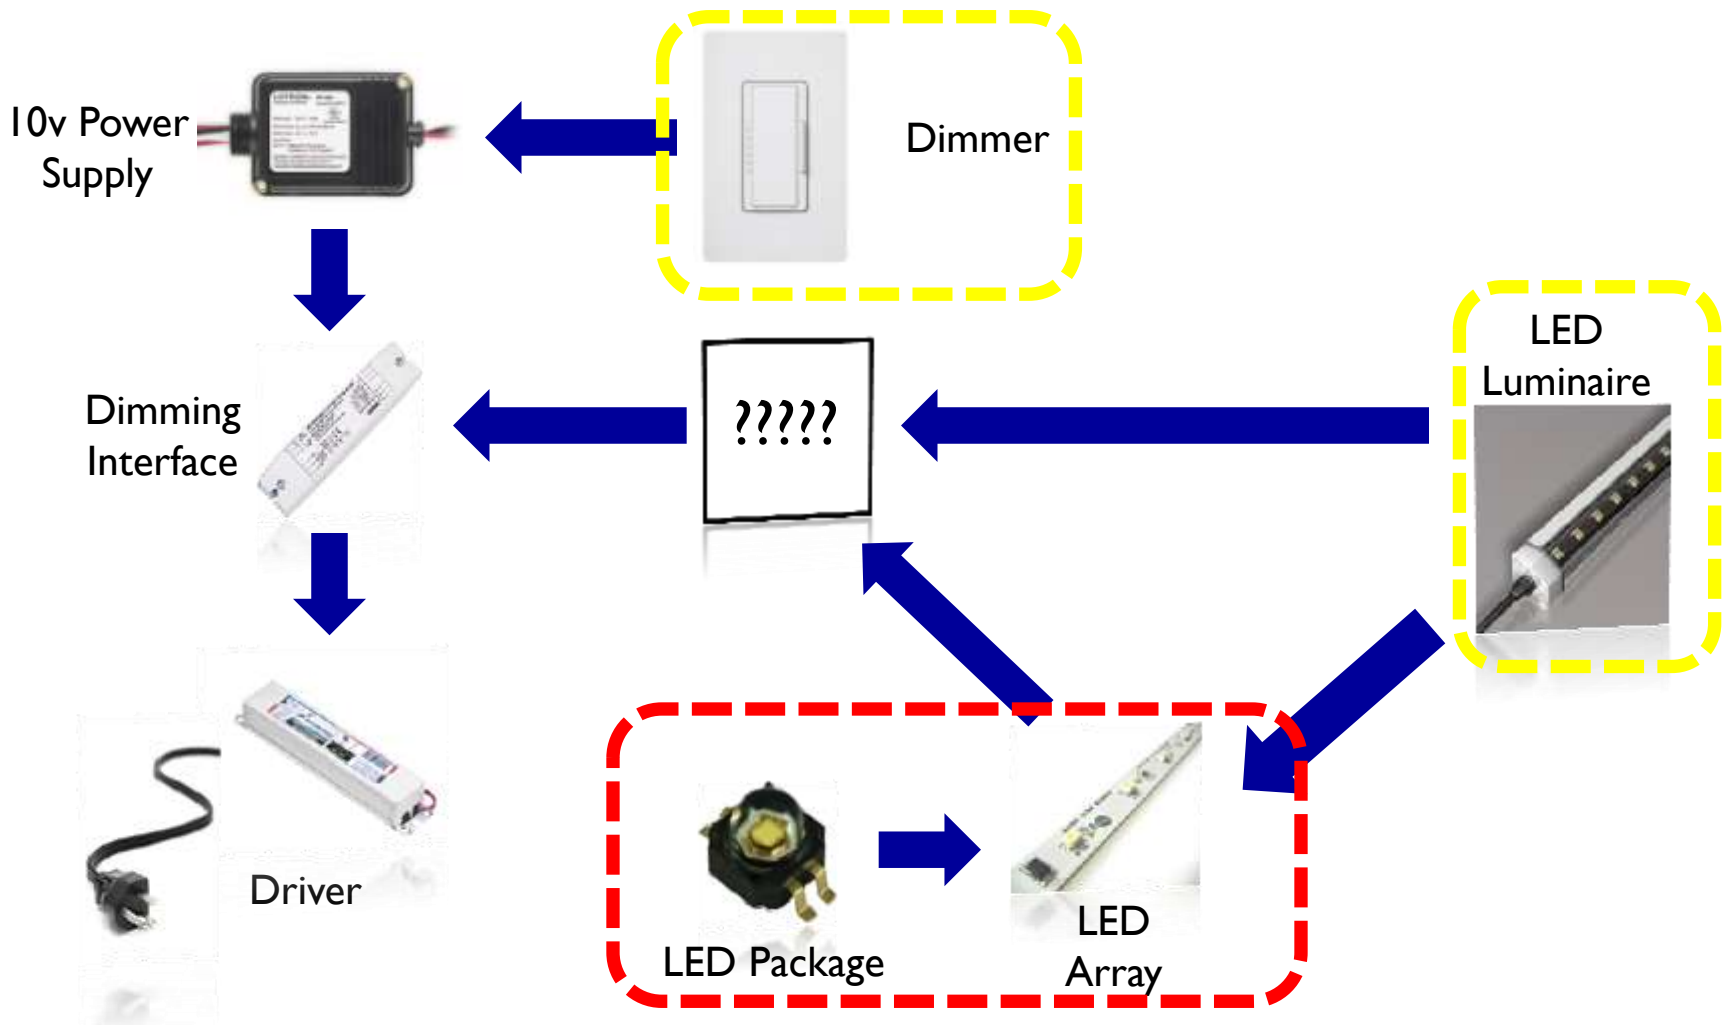 10v Power
Supply
Dimmer
LED
Luminaire
Dimming
Interface
?????
Driver
LED Package
LED
Array